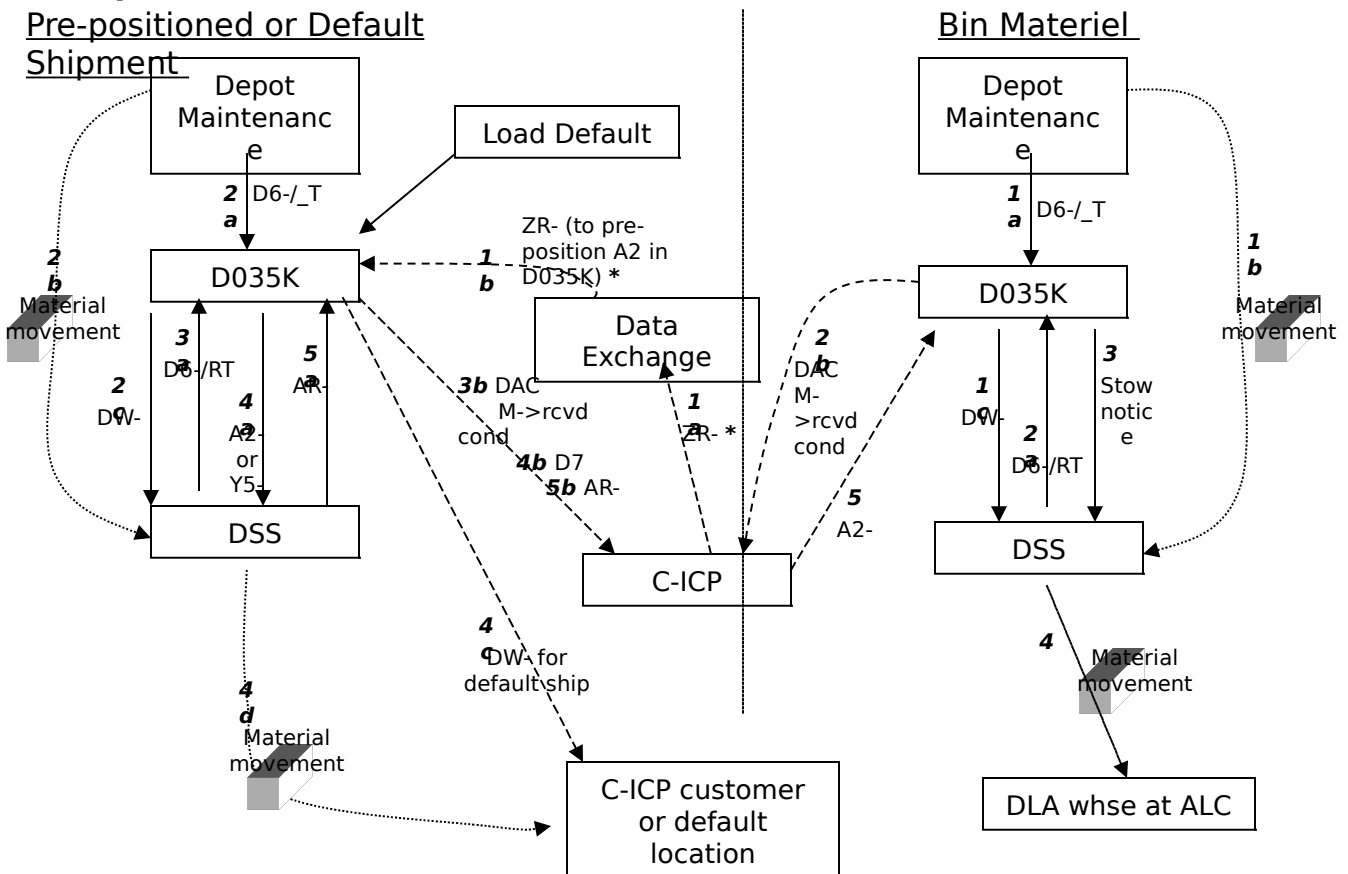 Pre-positioned or Default
Shipment
Bin Materiel
Depot
Maintenanc
e
Load Default
2
a
D6-/_T
ZR- (to pre-
position A2 in
D035K) *
1
b
2
b
D035K
Material
movement
Data
Exchange
3
a
D6-/RT
5
a
AR-
2
c
DW-
4
a
A2-
or
Y5-
3b DAC
M->rcvd
cond
4b D7
5b AR-
1
a
ZR- *
DSS
C-ICP
4
c
DW- for
default ship
4
d
Material
movement
C-ICP customer
or default
location
Depot
Maintenanc
e
1
a
D6-/_T
1
b
D035K
Material
movement
2
b
DAC
M-
>rcvd
cond
1
c
DW-
2
a
D6-/RT
3
Stow
notic
e
5
A2-
DSS
4
Material
movement
DLA whse at ALC